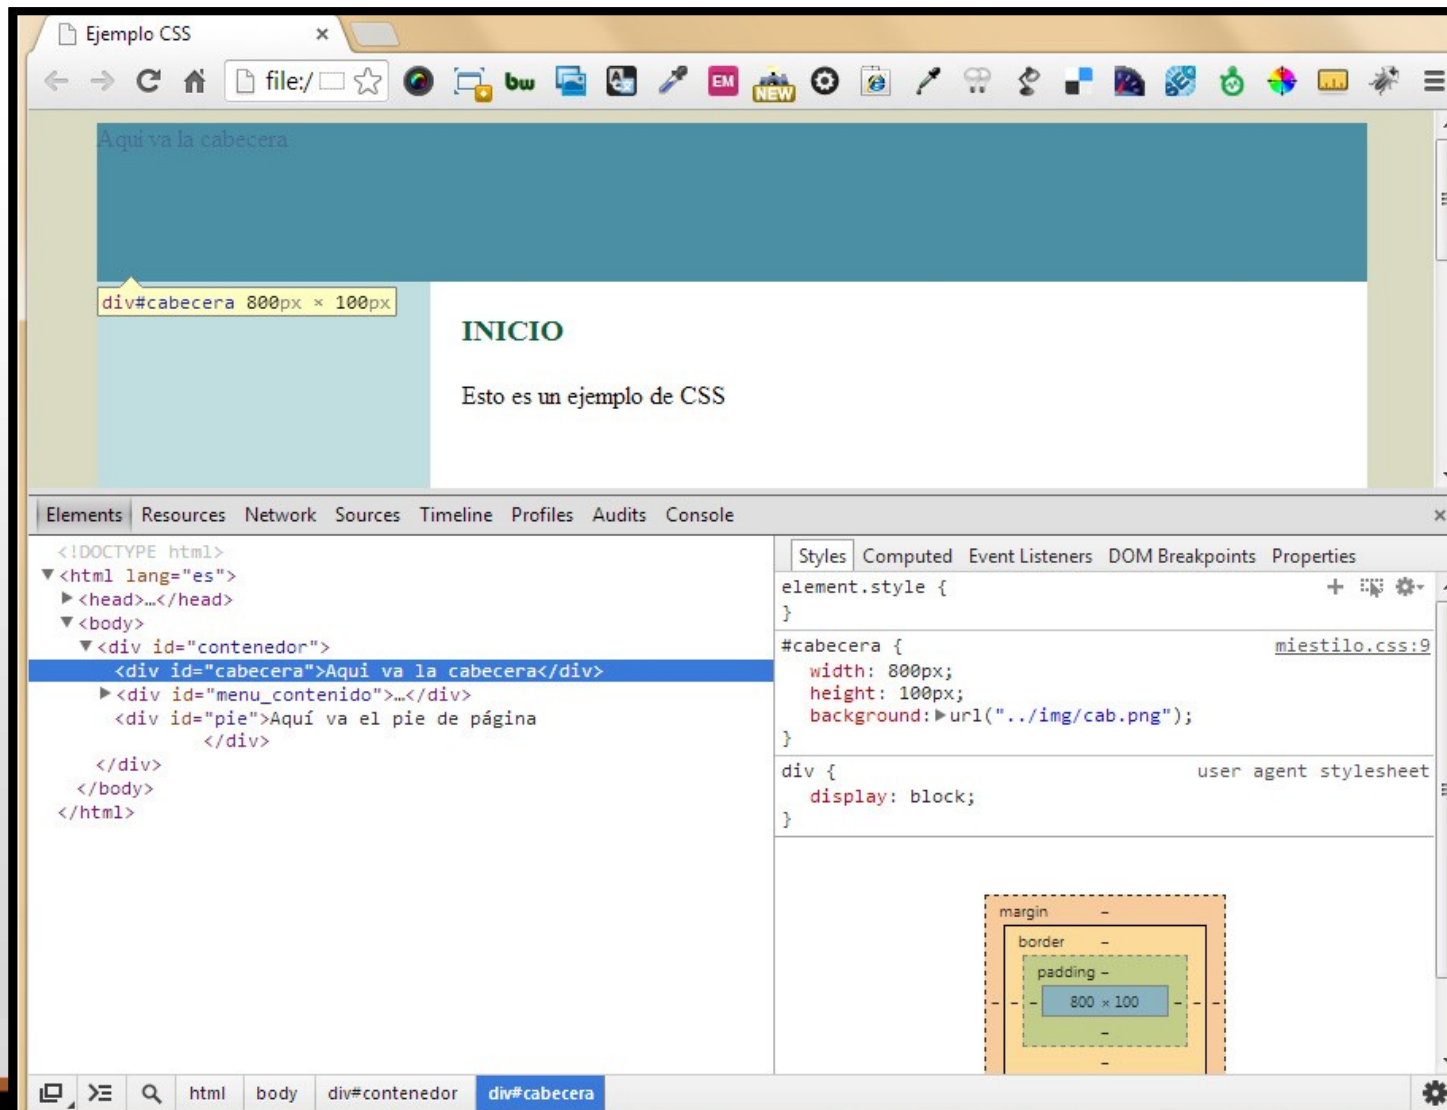 Ejemplo CSS
file:/
bw
EM
NEW
Aqui va la cabecera
div#cabecera 800px × 100px
INICIO
Esto es un ejemplo de CSS
Elements Resources Network Sources Timeline Profiles Audits Console
<!DOCTYPE html>
<html lang="es">
<head>…</head>
<body>
<div id="contenedor">
<div id="cabecera">Aqui va la cabecera</div>
<div id="menu_contenido">…</div>
<div id="pie">Aquí va el pie de página
</div>
</div>
</body>
</html>
Styles Computed Event Listeners DOM Breakpoints Properties
element.style {
}
#cabecera { miestilo.css:9
width: 800px;
height: 100px;
background: url("../img/cab.png");
}
div { user agent stylesheet
display: block;
}
margin –
border –
padding –
– – – 800 × 100 – – –
–
–
html body div#contenedor div#cabecera